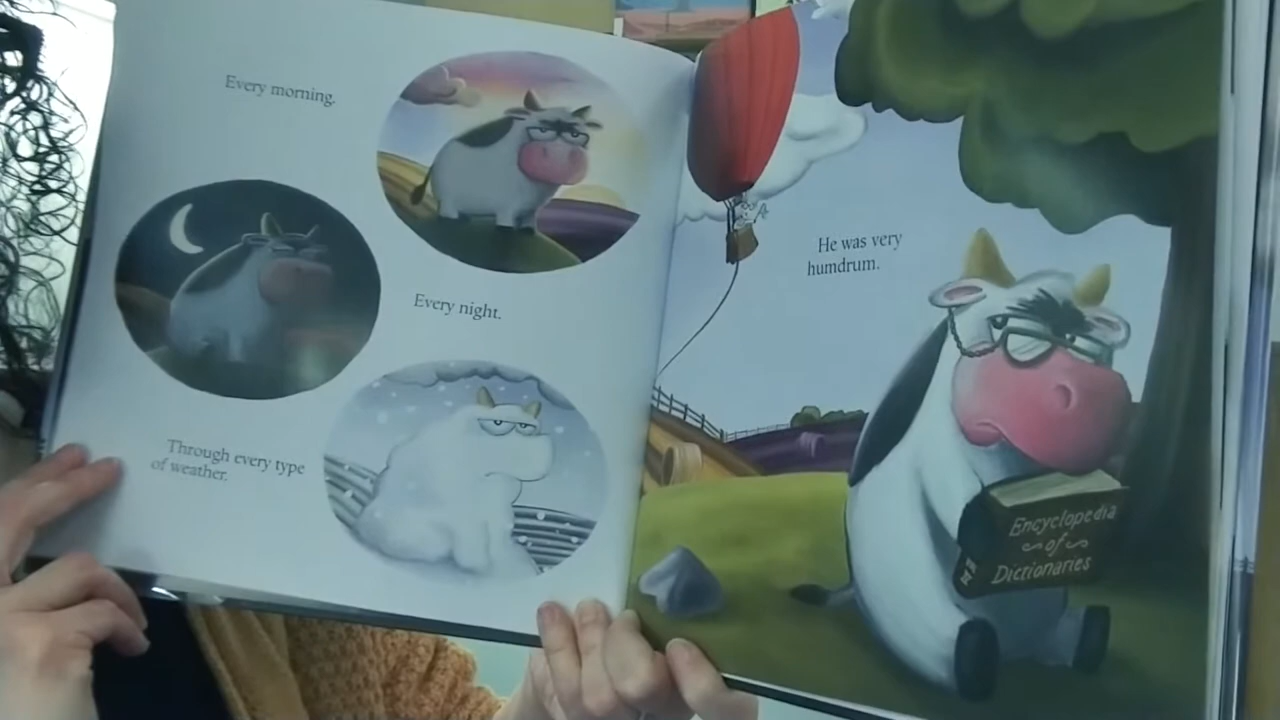 Every morning.
Every night.
Through every type
of weather.
He was very
humdrum.
Encyclopedia
of
Dictionaries